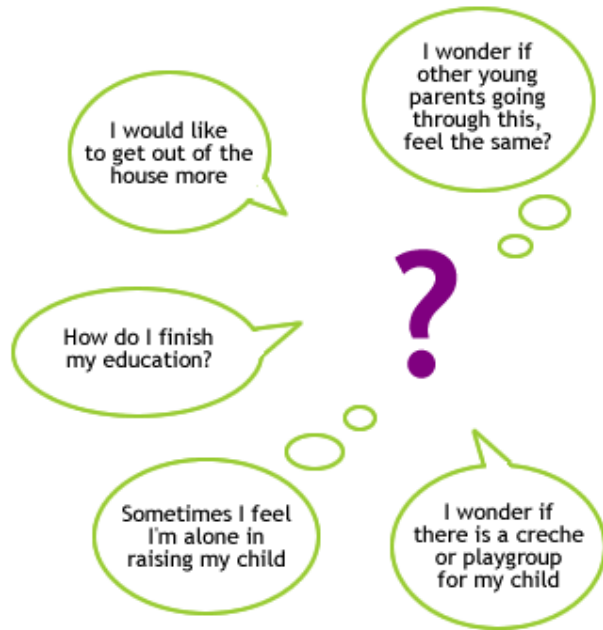 I wonder if
other young
parents going
through this,
feel the same?
I would like
to get out of the
house more
?
How do I finish
my education?
Sometimes I feel
I'm alone in
raising my child
I wonder if
there is a creche
or playgroup
for my child